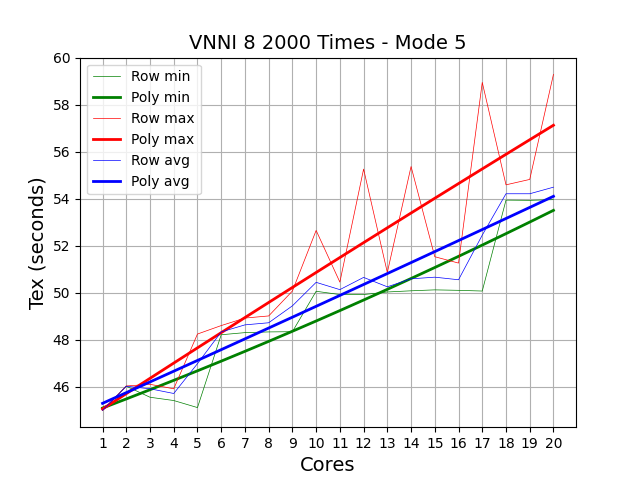 VNNI 8 2000 Times - Mode 5
Row min
Poly min
Row max
Poly max
Row avg
Poly avg
Tex (seconds)
60
58
56
54
52
50
48
46
1 2 3 4 5 6 7 8 9 10 11 12 13 14 15 16 17 18 19 20
Cores